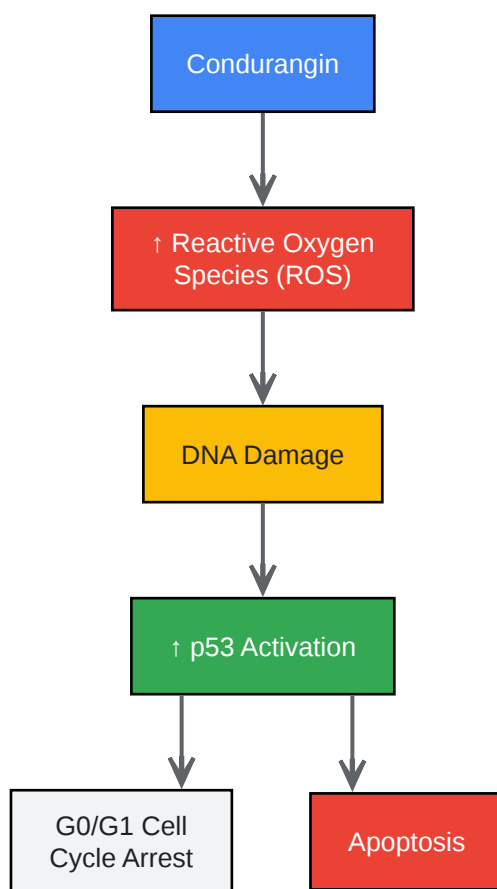 Condurangin
↑ Reactive Oxygen
Species (ROS)
DNA Damage
↑ p53 Activation
G0/G1 Cell
Cycle Arrest
Apoptosis